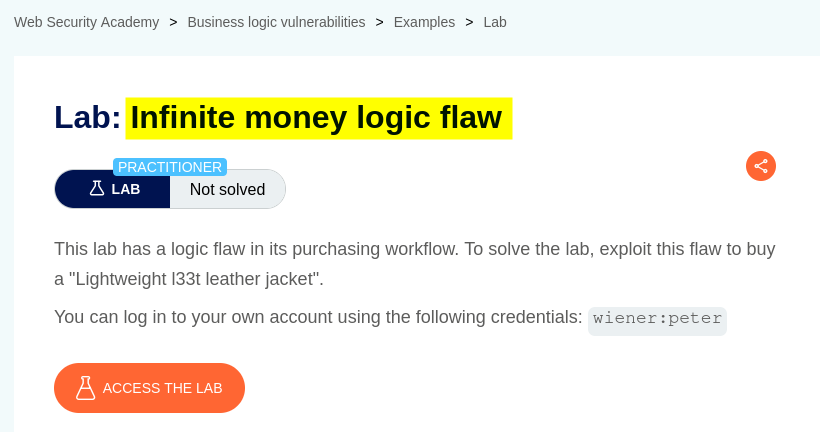 Web Security Academy > Business logic vulnerabilities > Examples > Lab
Lab: Infinite money logic flaw
PRACTITIONER
LAB Not solved
This lab has a logic flaw in its purchasing workflow. To solve the lab, exploit this flaw to buy
a "Lightweight l33t leather jacket".
You can log in to your own account using the following credentials: wiener:peter
ACCESS THE LAB